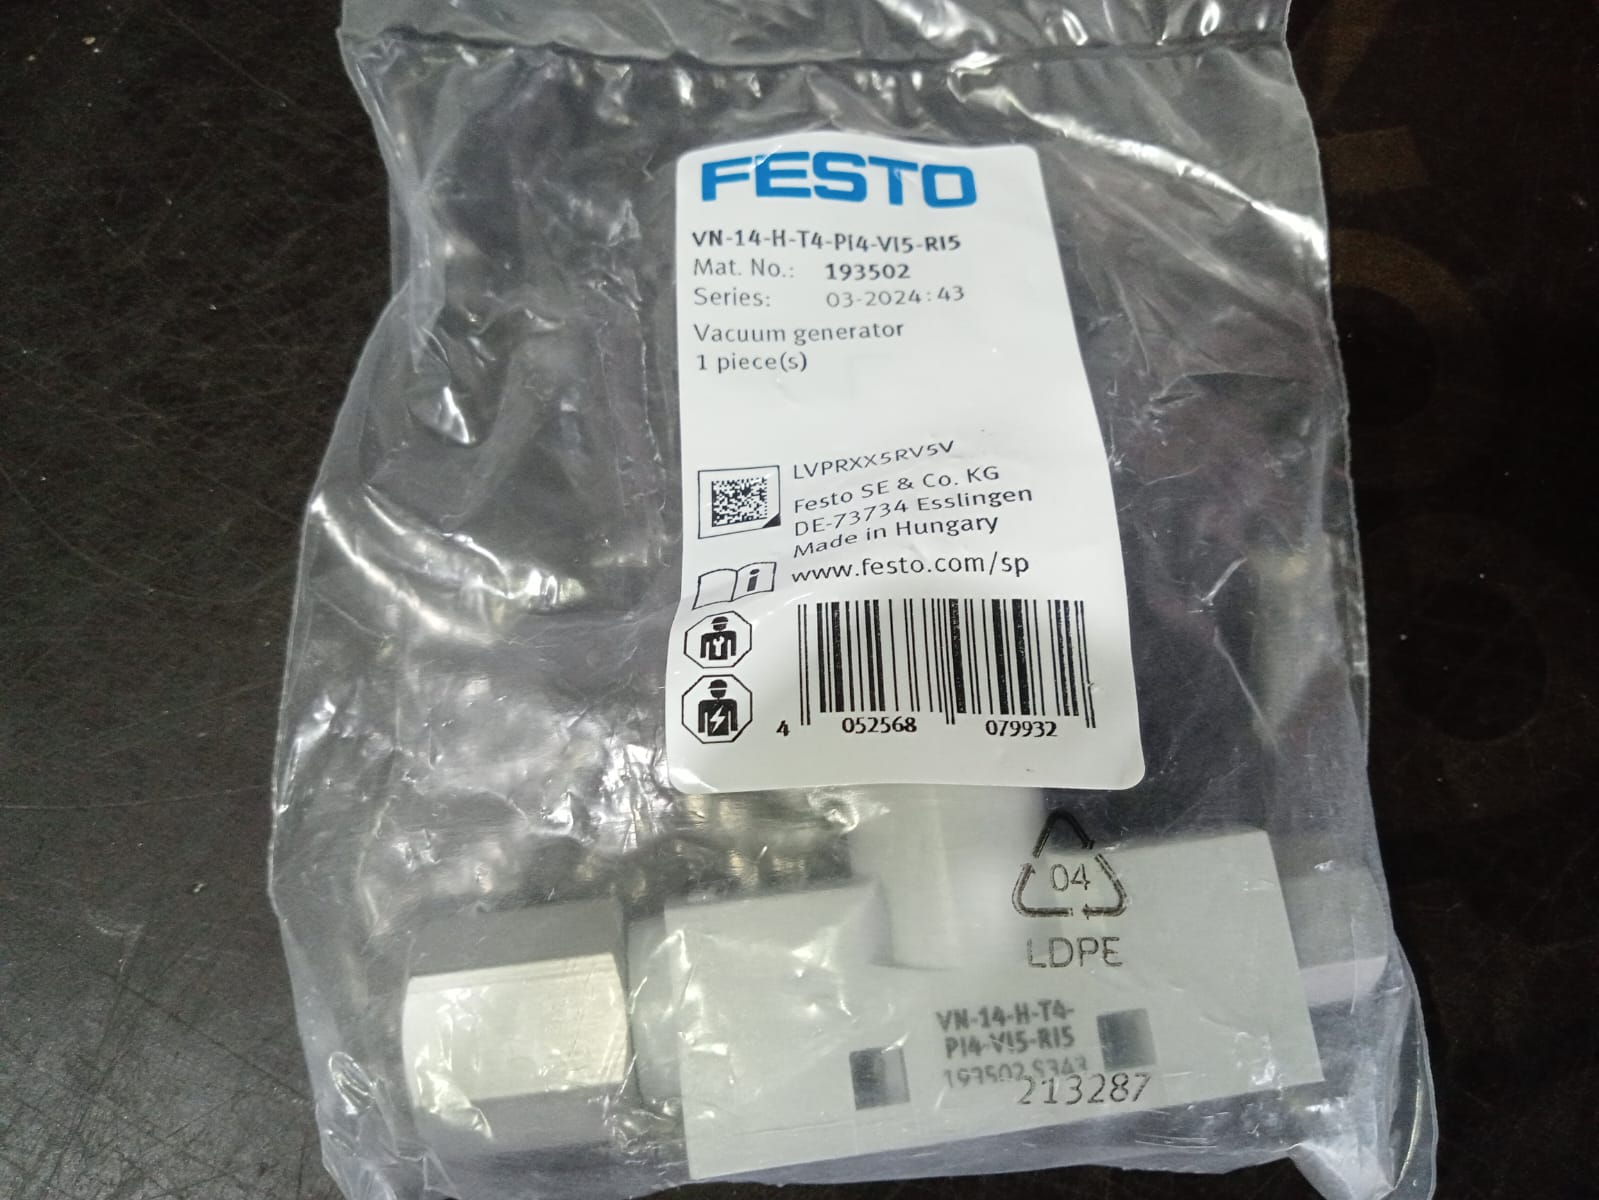 FESTO
VN-14-H-T4-PI4-VI5-RI5
Mat. No.: 193502
Series: 03-2024:43
Vacuum generator
1 piece(s)
LVPRXX5RV5V
Festo SE & Co. KG
DE-73734 Esslingen
Made in Hungary
www.festo.com/sp
4 052568 079932
04
LDPE
VN-14-H-T4-
PI4-VI5-RI5
193502 S343
213287